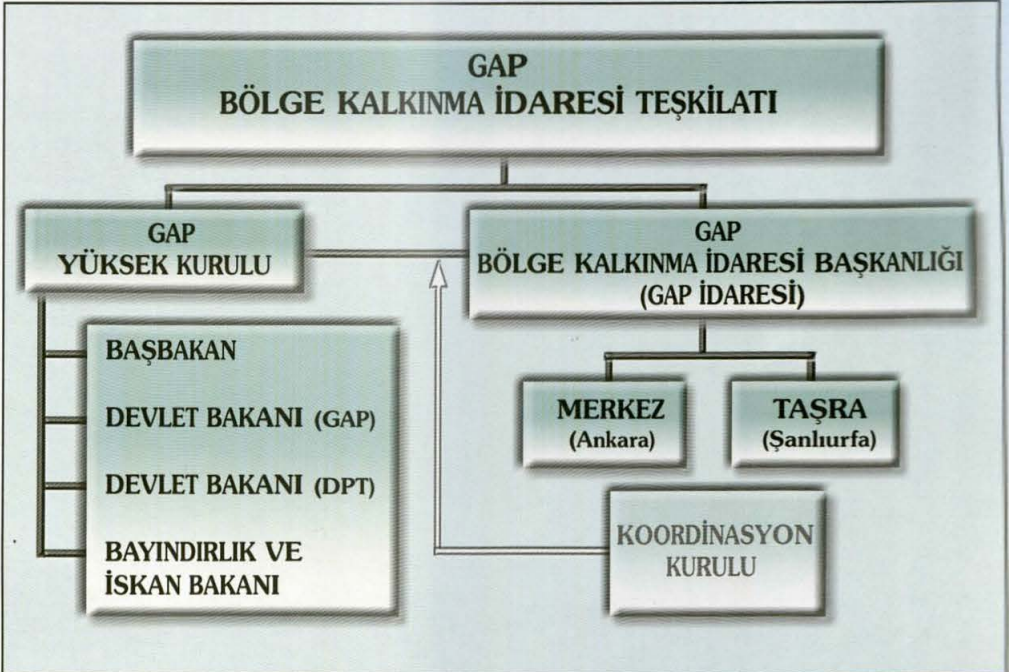 GAP
BÖLGE KALKINMA İDARESİ TEŞKİLATI
GAP
YÜKSEK KURULU
GAP
BÖLGE KALKINMA İDARESİ BAŞKANLIĞI
(GAP İDARESİ)
BAŞBAKAN
DEVLET BAKANI (GAP)
DEVLET BAKANI (DPT)
BAYINDIRLIK VE
İSKAN BAKANI
MERKEZ
(Ankara)
TAŞRA
(Şanlıurfa)
KOORDİNASYON
KURULU